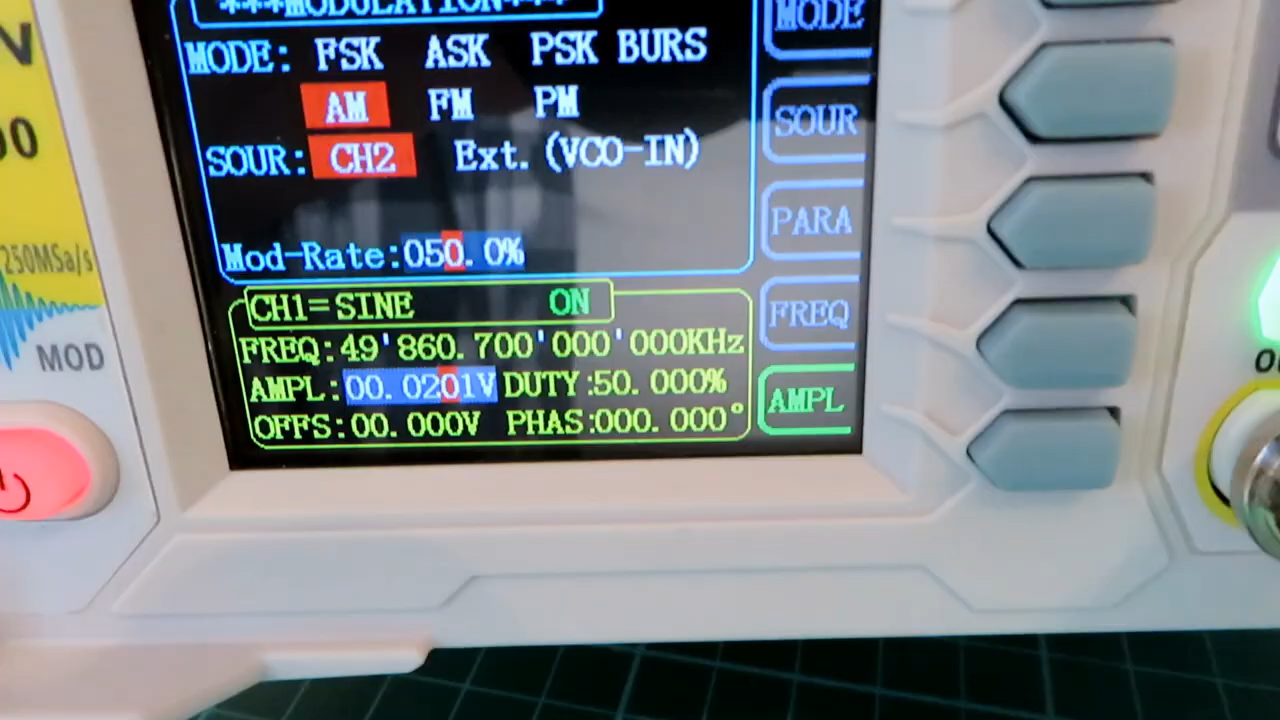 ***MODULATION***
MODE: FSK ASK PSK BURS
AM FM PM
SOUR: CH2 Ext. (VCO-IN)
Mod-Rate:050.0%
CH1=SINE ON
FREQ:49'860.700'000'000KHz
AMPL:00.0201V DUTY:50.000%
OFFS:00.000V PHAS:000.000°
MODE
SOUR
PARA
FREQ
AMPL
250MSa/s
MOD